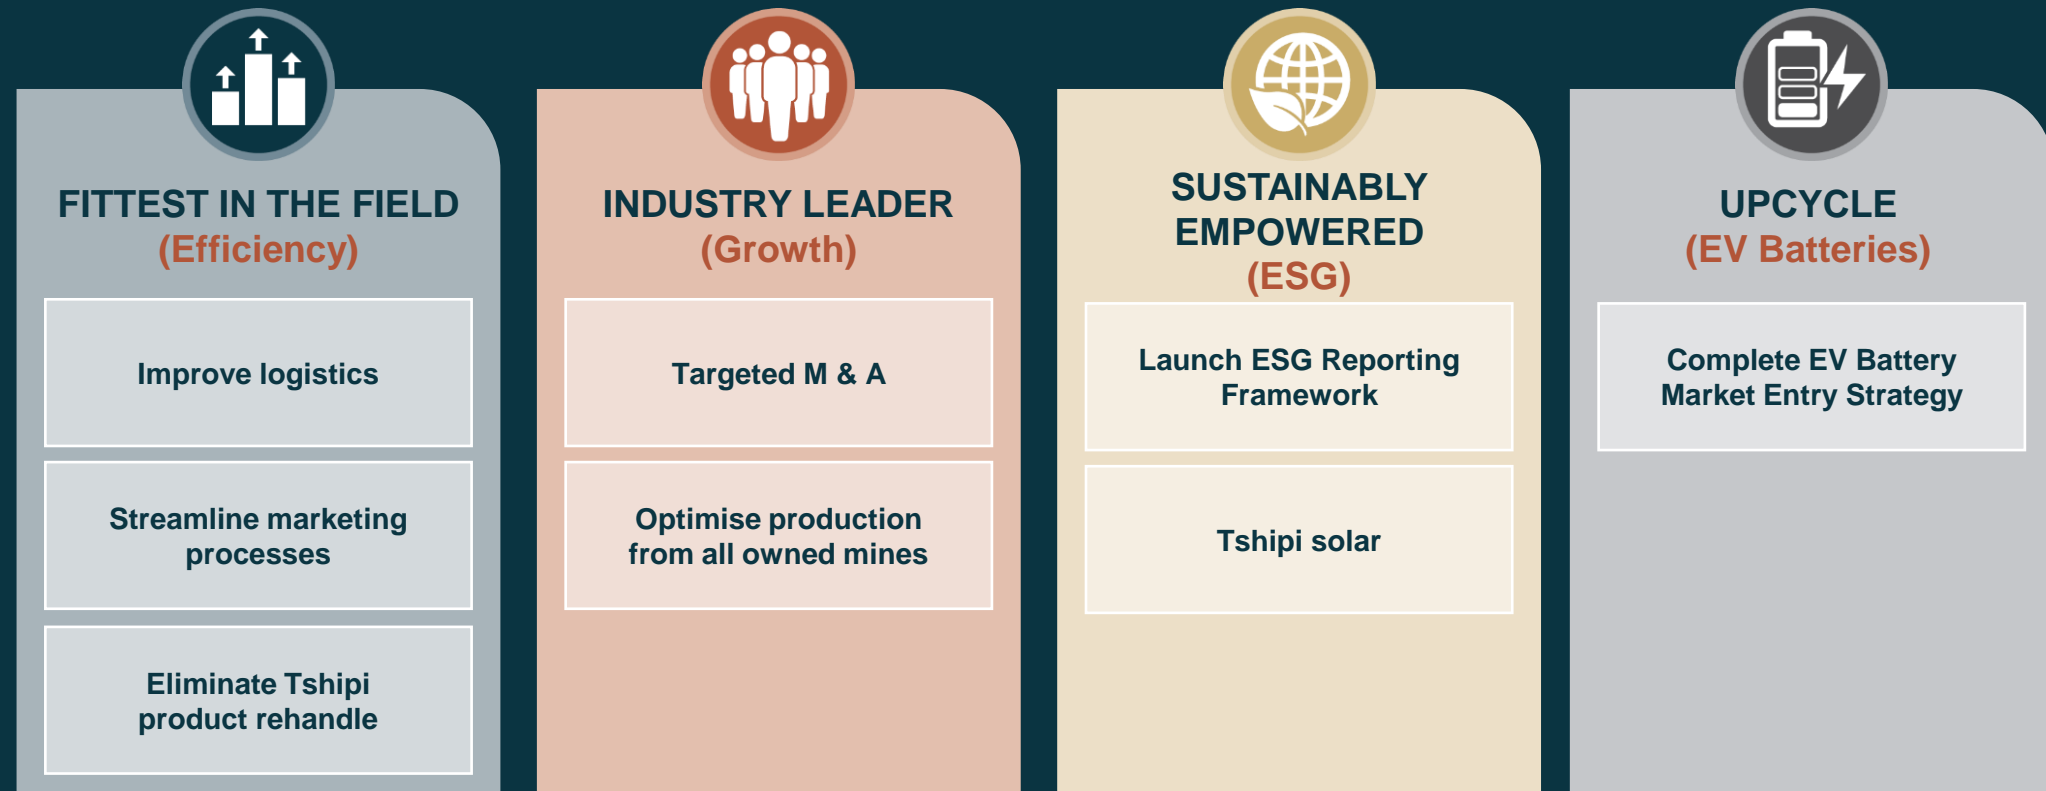 FITTEST IN THE FIELD
(Efficiency)
Improve logistics
Streamline marketing
processes
Eliminate Tshipi
product rehandle
INDUSTRY LEADER
(Growth)
Targeted M & A
Optimise production
from all owned mines
SUSTAINABLY
EMPOWERED
(ESG)
Launch ESG Reporting
Framework
Tshipi solar
UPCYCLE
(EV Batteries)
Complete EV Battery
Market Entry Strategy